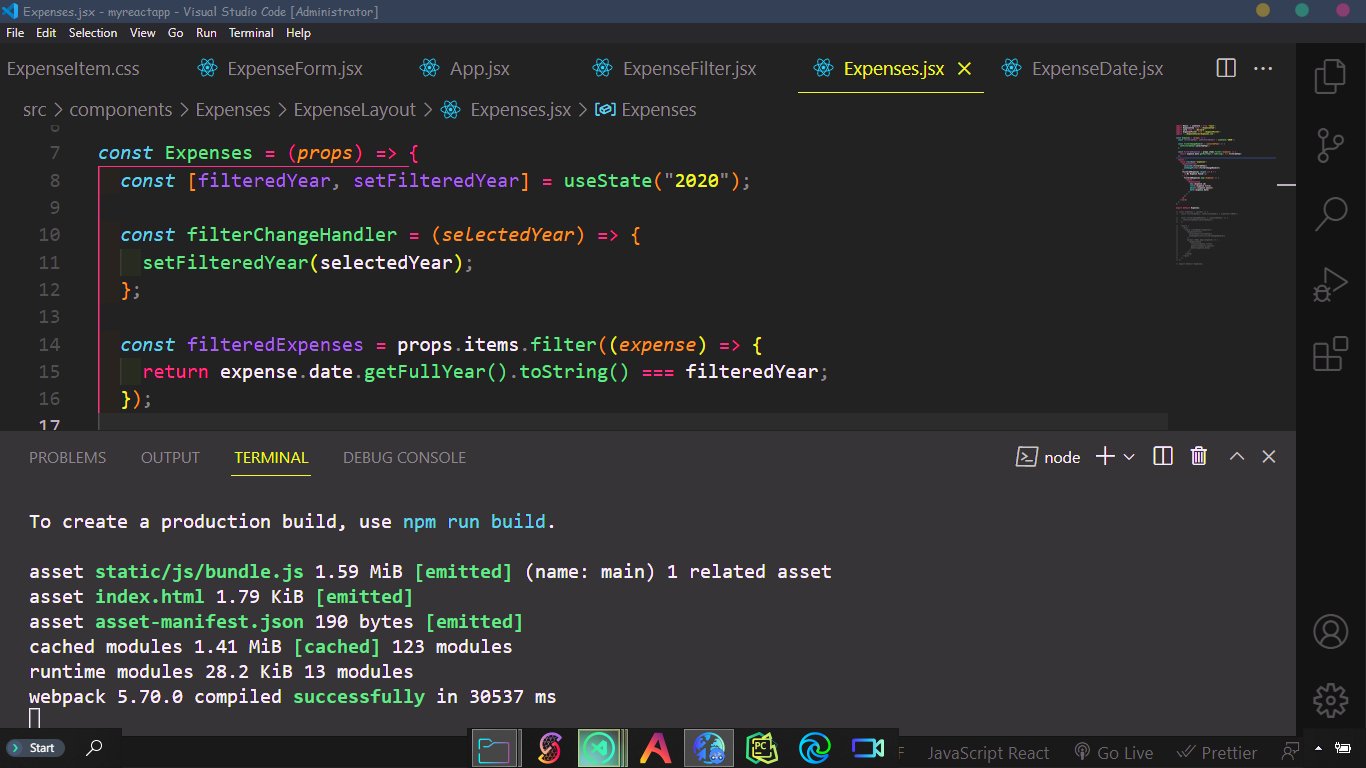 Expenses.jsx - myreactapp - Visual Studio Code [Administrator]
File Edit Selection View Go Run Terminal Help
ExpenseItem.css ExpenseForm.jsx App.jsx ExpenseFilter.jsx Expenses.jsx ExpenseDate.jsx
src > components > Expenses > ExpenseLayout > Expenses.jsx > Expenses
6
7 const Expenses = (props) => {
8 const [filteredYear, setFilteredYear] = useState("2020");
9
10 const filterChangeHandler = (selectedYear) => {
11 setFilteredYear(selectedYear);
12 };
13
14 const filteredExpenses = props.items.filter((expense) => {
15 return expense.date.getFullYear().toString() === filteredYear;
16 });
17
PROBLEMS OUTPUT TERMINAL DEBUG CONSOLE node
To create a production build, use npm run build.
asset static/js/bundle.js 1.59 MiB [emitted] (name: main) 1 related asset
asset index.html 1.79 KiB [emitted]
asset asset-manifest.json 190 bytes [emitted]
cached modules 1.41 MiB [cached] 123 modules
runtime modules 28.2 KiB 13 modules
webpack 5.70.0 compiled successfully in 30537 ms
Start PC F JavaScript React Go Live Prettier